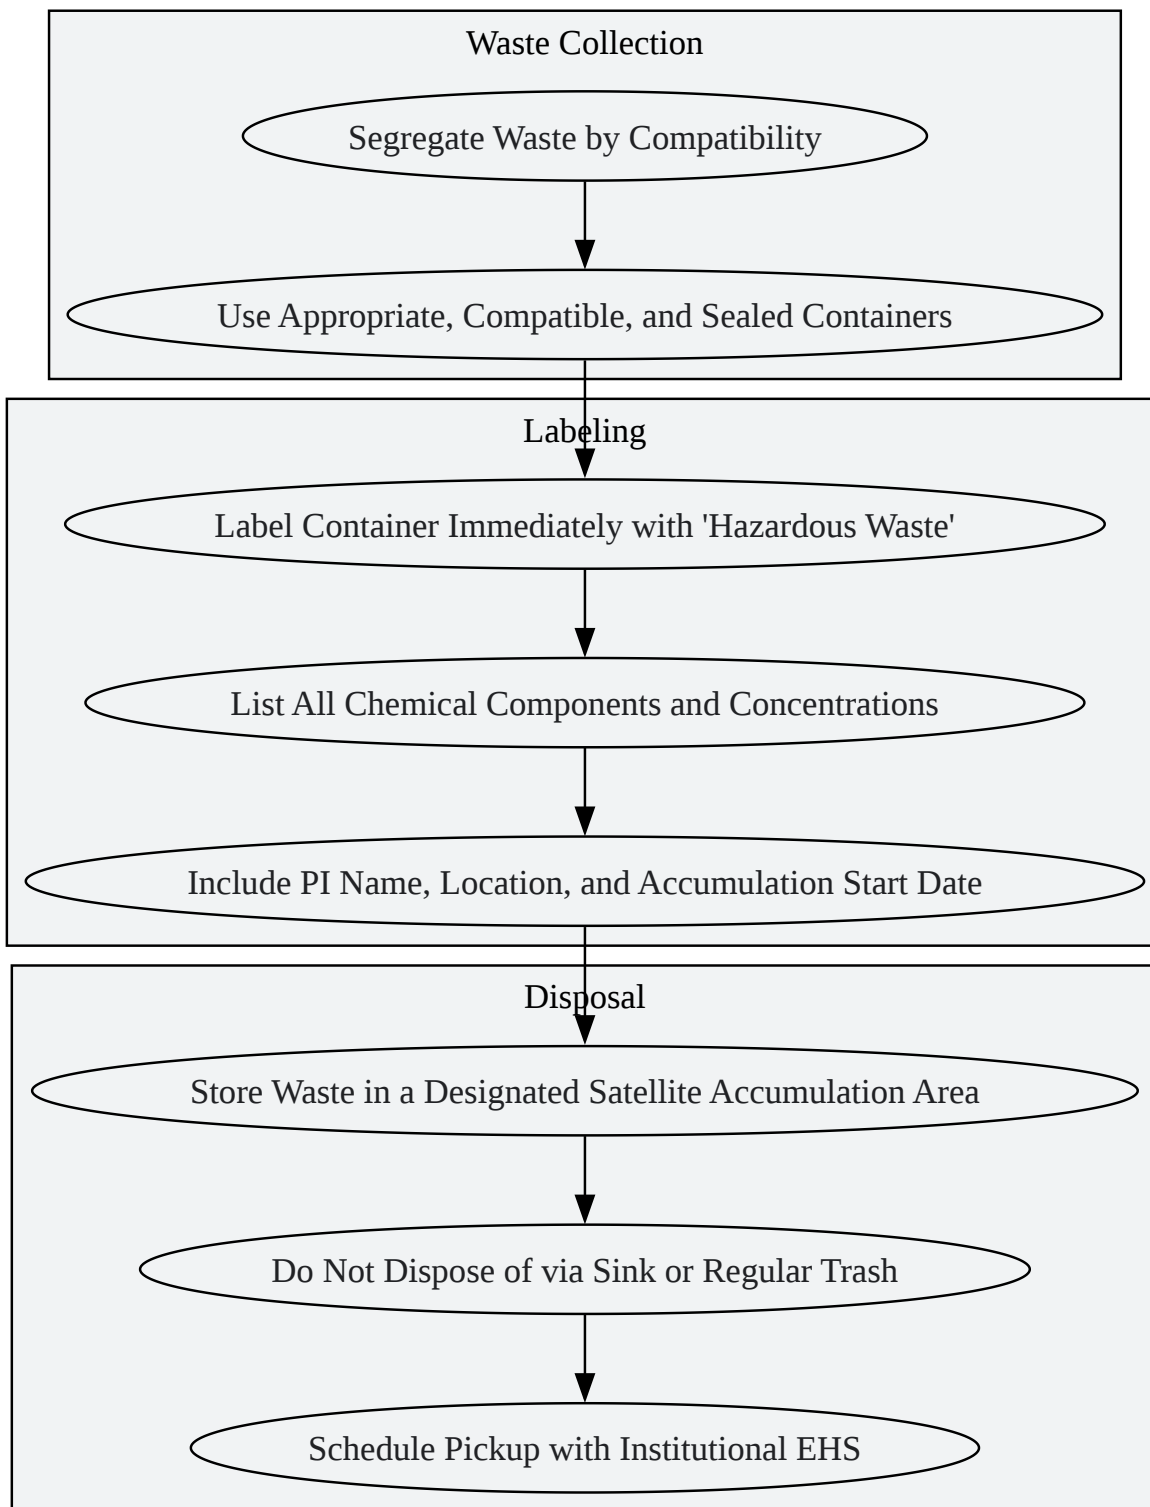 Waste Collection
Segregate Waste by Compatibility
Use Appropriate, Compatible, and Sealed Containers
Labeling
Label Container Immediately with 'Hazardous Waste'
List All Chemical Components and Concentrations
Include PI Name, Location, and Accumulation Start Date
Disposal
Store Waste in a Designated Satellite Accumulation Area
Do Not Dispose of via Sink or Regular Trash
Schedule Pickup with Institutional EHS